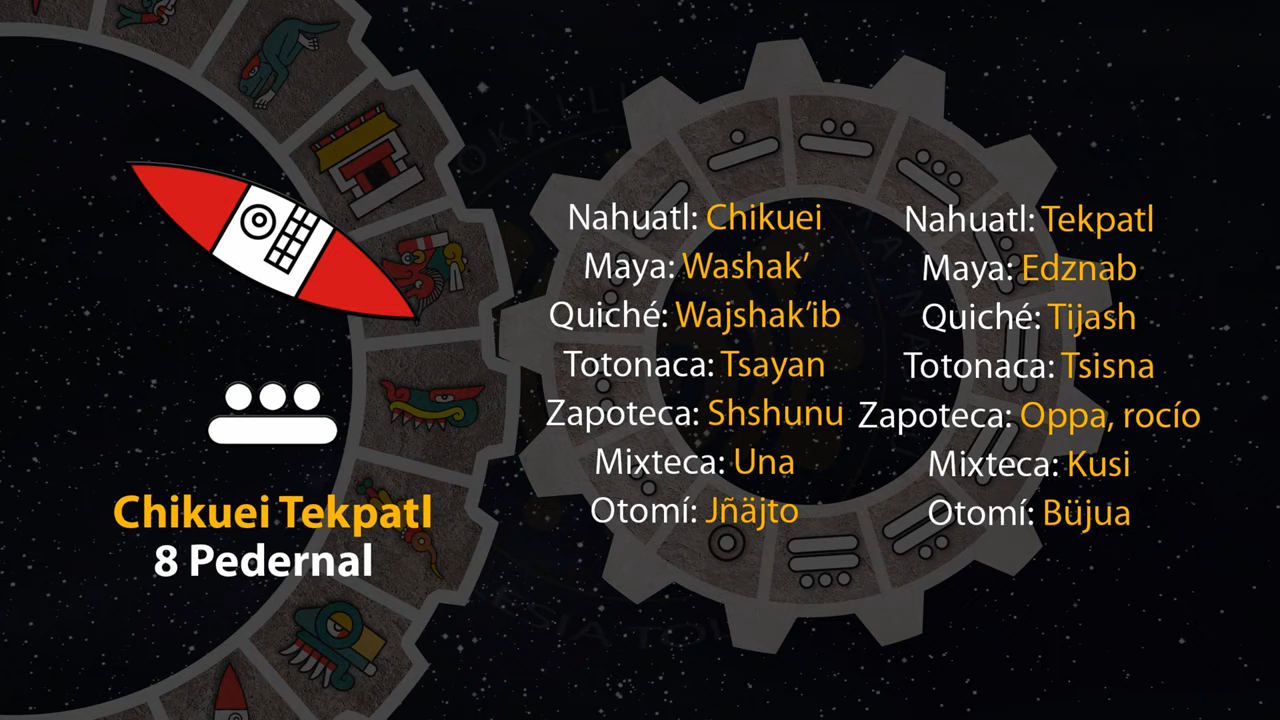 Chikuei Tekpatl
8 Pedernal
Nahuatl: Chikuei
Maya: Washak’
Quiché: Wajshak’ib
Totonaca: Tsayan
Zapoteca: Shshunu
Mixteca: Una
Otomí: Jñäjto
Nahuatl: Tekpatl
Maya: Edznab
Quiché: Tijash
Totonaca: Tsisna
Zapoteca: Oppa, rocío
Mixteca: Kusi
Otomí: Büjua